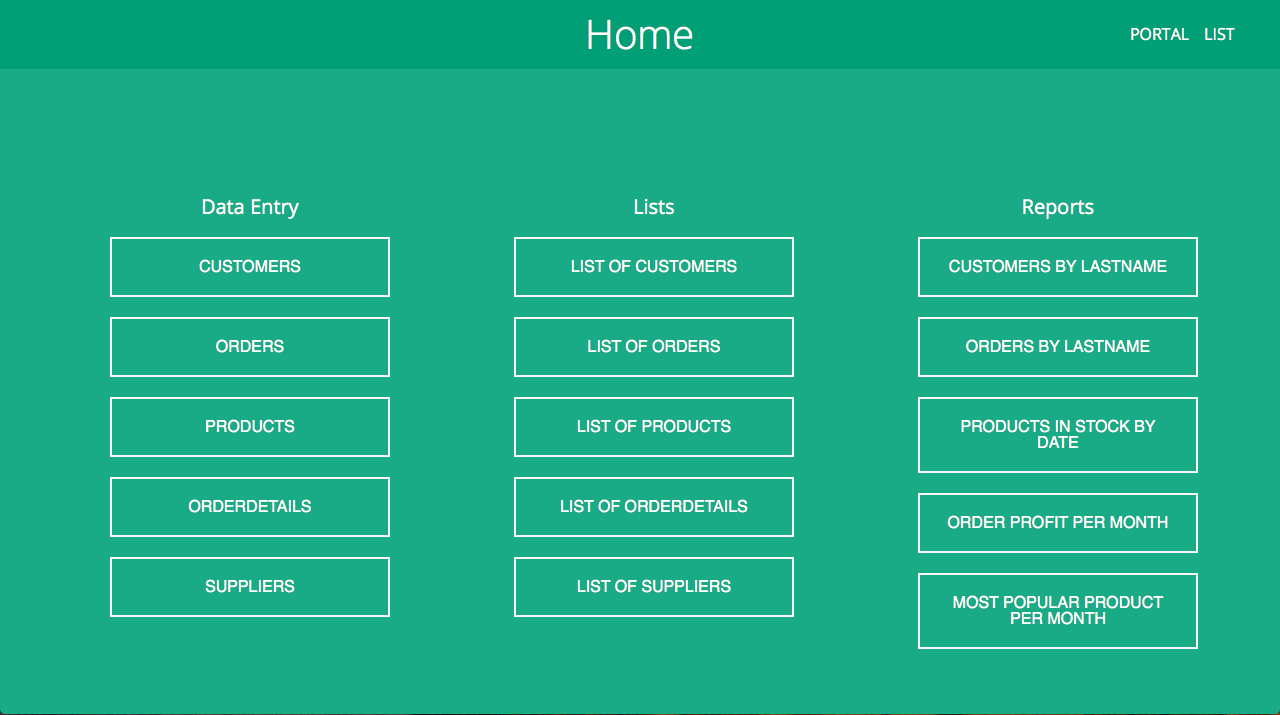 Home
PORTAL LIST
Data Entry
CUSTOMERS
ORDERS
PRODUCTS
ORDERDETAILS
SUPPLIERS
Lists
LIST OF CUSTOMERS
LIST OF ORDERS
LIST OF PRODUCTS
LIST OF ORDERDETAILS
LIST OF SUPPLIERS
Reports
CUSTOMERS BY LASTNAME
ORDERS BY LASTNAME
PRODUCTS IN STOCK BY
DATE
ORDER PROFIT PER MONTH
MOST POPULAR PRODUCT
PER MONTH